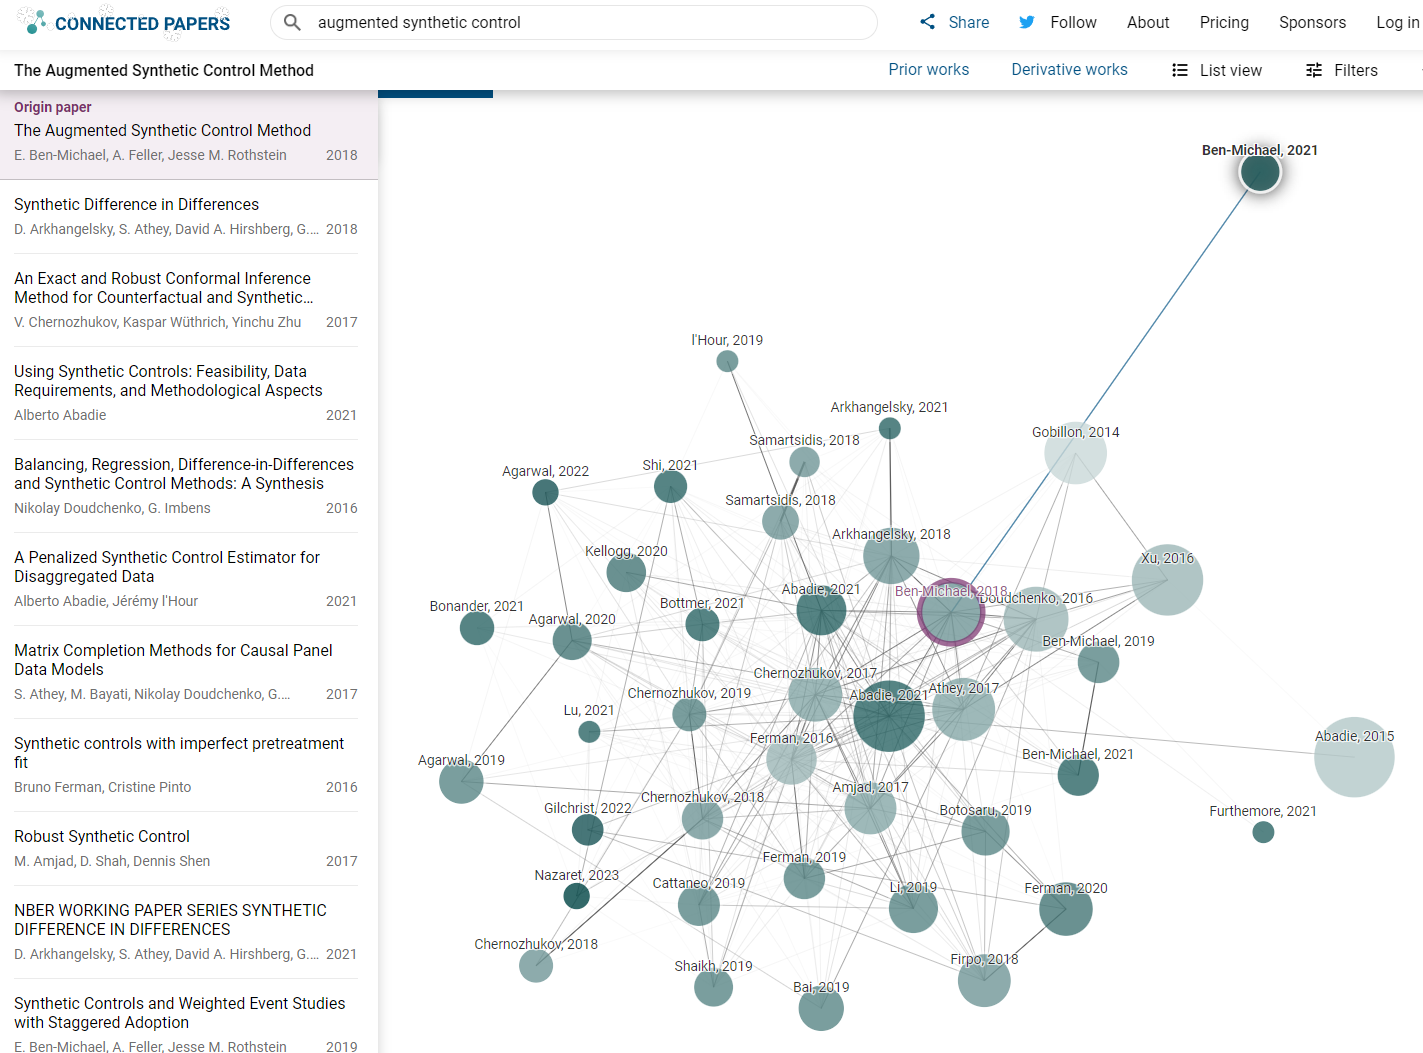 CONNECTED PAPERS
augmented synthetic control
Share
Follow
About
Pricing
Sponsors
Log in
The Augmented Synthetic Control Method
Prior works
Derivative works
List view
Filters
Origin paper
The Augmented Synthetic Control Method
E. Ben-Michael, A. Feller, Jesse M. Rothstein 2018
Synthetic Difference in Differences
D. Arkhangelsky, S. Athey, David A. Hirshberg, G.... 2018
An Exact and Robust Conformal Inference
Method for Counterfactual and Synthetic...
V. Chernozhukov, Kaspar Wüthrich, Yinchu Zhu 2017
Using Synthetic Controls: Feasibility, Data
Requirements, and Methodological Aspects
Alberto Abadie 2021
Balancing, Regression, Difference-in-Differences
and Synthetic Control Methods: A Synthesis
Nikolay Doudchenko, G. Imbens 2016
A Penalized Synthetic Control Estimator for
Disaggregated Data
Alberto Abadie, Jérémy l'Hour 2021
Matrix Completion Methods for Causal Panel
Data Models
S. Athey, M. Bayati, Nikolay Doudchenko, G.... 2017
Synthetic controls with imperfect pretreatment
fit
Bruno Ferman, Cristine Pinto 2016
Robust Synthetic Control
M. Amjad, D. Shah, Dennis Shen 2017
NBER WORKING PAPER SERIES SYNTHETIC
DIFFERENCE IN DIFFERENCES
D. Arkhangelsky, S. Athey, David A. Hirshberg, G.... 2021
Synthetic Controls and Weighted Event Studies
with Staggered Adoption
E. Ben-Michael, A. Feller, Jesse M. Rothstein 2019
Ben-Michael, 2021
l'Hour, 2019
Arkhangelsky, 2021
Gobillon, 2014
Samartsidis, 2018
Shi, 2021
Agarwal, 2022
Samartsidis, 2018
Arkhangelsky, 2018
Kellogg, 2020
Xu, 2016
Abadie, 2021
Ben-Michael, 2018
Doudchenko, 2016
Bottmer, 2021
Bonander, 2021
Agarwal, 2020
Ben-Michael, 2019
Chernozhukov, 2017
Athey, 2017
Chernozhukov, 2019
Abadie, 2021
Lu, 2021
Ferman, 2016
Abadie, 2015
Ben-Michael, 2021
Agarwal, 2019
Amjad, 2017
Chernozhukov, 2018
Gilchrist, 2022
Botosaru, 2019
Furthemore, 2021
Ferman, 2019
Nazaret, 2023
Cattaneo, 2019
Li, 2019
Ferman, 2020
Chernozhukov, 2018
Firpo, 2018
Shaikh, 2019
Bai, 2019